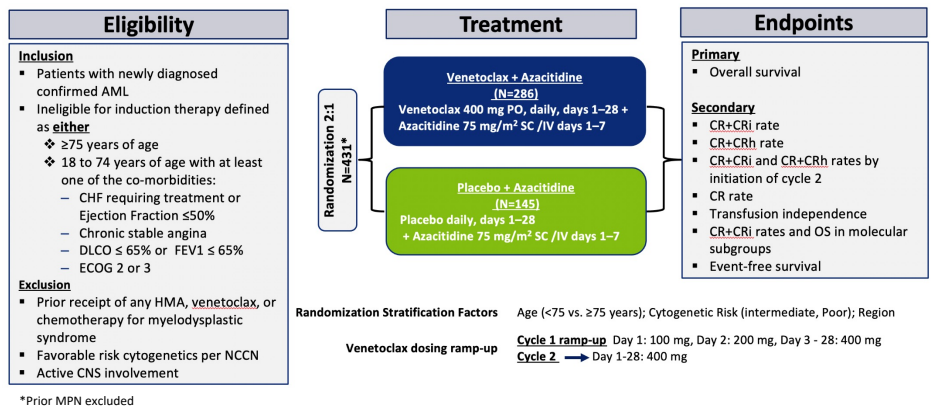 Eligibility
Inclusion
▪ Patients with newly diagnosed
confirmed AML
▪ Ineligible for induction therapy defined
as either
❖ ≥75 years of age
❖ 18 to 74 years of age with at least
one of the co-morbidities:
– CHF requiring treatment or
Ejection Fraction ≤50%
– Chronic stable angina
– DLCO ≤ 65% or FEV1 ≤ 65%
– ECOG 2 or 3
Exclusion
▪ Prior receipt of any HMA, venetoclax, or
chemotherapy for myelodysplastic
syndrome
▪ Favorable risk cytogenetics per NCCN
▪ Active CNS involvement
*Prior MPN excluded
Treatment
Randomization 2:1
N=431*
Venetoclax + Azacitidine
(N=286)
Venetoclax 400 mg PO, daily, days 1–28 +
Azacitidine 75 mg/m² SC /IV days 1–7
Placebo + Azacitidine
(N=145)
Placebo daily, days 1–28
+ Azacitidine 75 mg/m² SC /IV days 1–7
Endpoints
Primary
▪ Overall survival
Secondary
▪ CR+CRi rate
▪ CR+CRh rate
▪ CR+CRi and CR+CRh rates by
initiation of cycle 2
▪ CR rate
▪ Transfusion independence
▪ CR+CRi rates and OS in molecular
subgroups
▪ Event-free survival
Randomization Stratification Factors Age (<75 vs. ≥75 years); Cytogenetic Risk (intermediate, Poor); Region
Venetoclax dosing ramp-up Cycle 1 ramp-up Day 1: 100 mg, Day 2: 200 mg, Day 3 - 28: 400 mg
Cycle 2 → Day 1-28: 400 mg